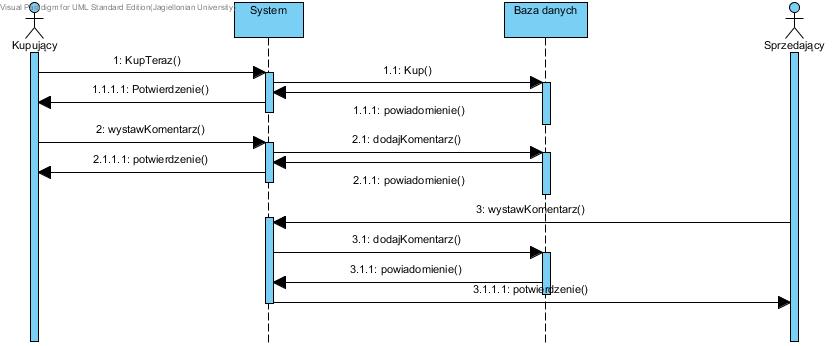 Visual Paradigm for UML Standard Edition(Jagiellonian University
System
Baza danych
Kupujący
Sprzedający
1: KupTeraz()
1.1: Kup()
1.1.1.1: Potwierdzenie()
1.1.1: powiadomienie()
2: wystawKomentarz()
2.1: dodajKomentarz()
2.1.1.1: potwierdzenie()
2.1.1: powiadomienie()
3: wystawKomentarz()
3.1: dodajKomentarz()
3.1.1: powiadomienie()
3.1.1.1: potwierdzenie()